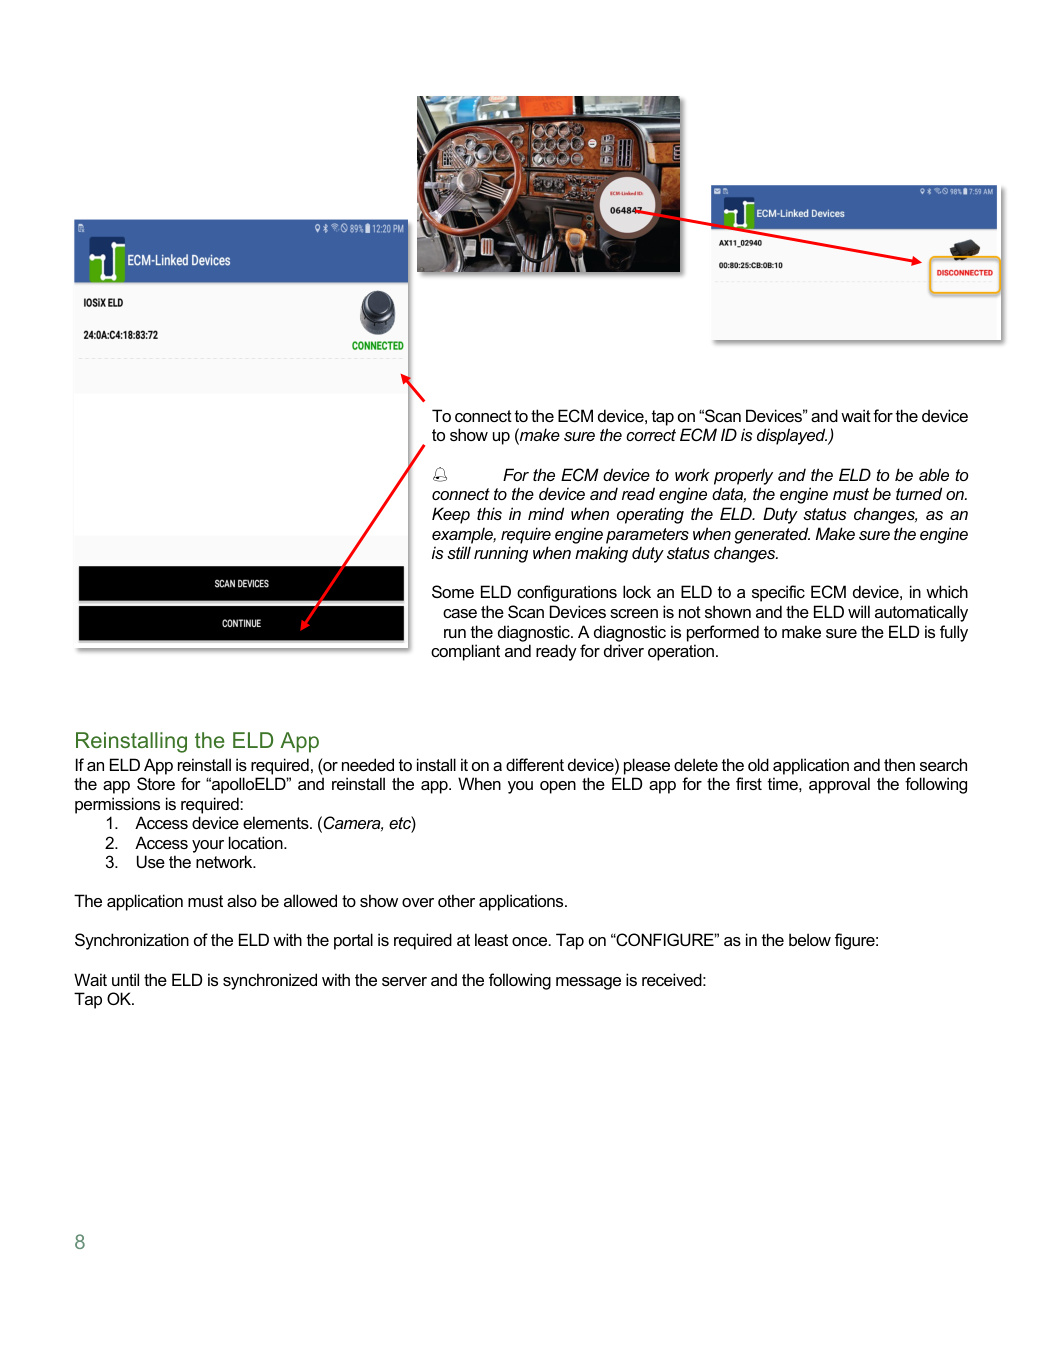 ECM-Linked ID:
064847
98% 7:59 AM
ECM-Linked Devices
AX11_02940
00:80:25:CB:0B:10
DISCONNECTED
89% 12:20 PM
ECM-Linked Devices
IOSiX ELD
24:0A:C4:18:83:72
CONNECTED
SCAN DEVICES
CONTINUE
To connect to the ECM device, tap on “Scan Devices” and wait for the device
to show up (make sure the correct ECM ID is displayed.)
For the ECM device to work properly and the ELD to be able to
connect to the device and read engine data, the engine must be turned on.
Keep this in mind when operating the ELD. Duty status changes, as an
example, require engine parameters when generated. Make sure the engine
is still running when making duty status changes.
Some ELD configurations lock an ELD to a specific ECM device, in which
case the Scan Devices screen is not shown and the ELD will automatically
run the diagnostic. A diagnostic is performed to make sure the ELD is fully
compliant and ready for driver operation.
Reinstalling the ELD App
If an ELD App reinstall is required, (or needed to install it on a different device) please delete the old application and then search
the app Store for “apolloELD” and reinstall the app. When you open the ELD app for the first time, approval the following
permissions is required:
1. Access device elements. (Camera, etc)
2. Access your location.
3. Use the network.
The application must also be allowed to show over other applications.
Synchronization of the ELD with the portal is required at least once. Tap on “CONFIGURE” as in the below figure:
Wait until the ELD is synchronized with the server and the following message is received:
Tap OK.
8